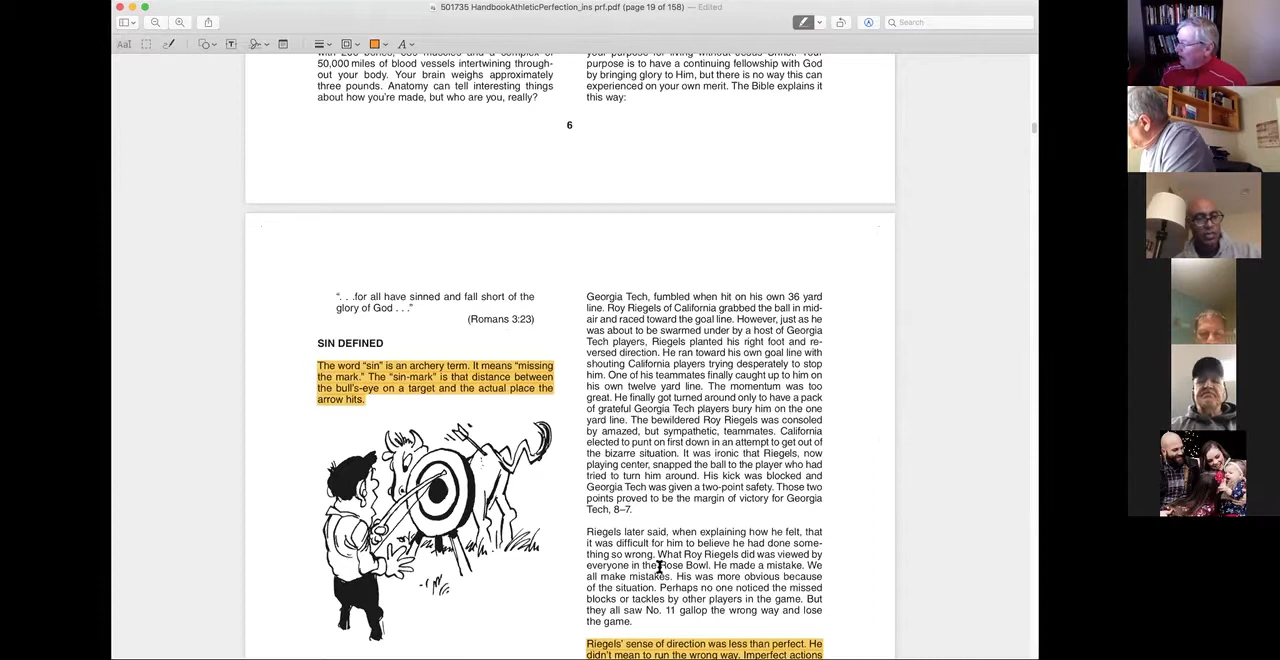 501735 HandbookAthleticPerfection_ins prf.pdf (page 19 of 158) — Edited
Search
AaI
50,000 miles of blood vessels intertwining through-
out your body. Your brain weighs approximately
three pounds. Anatomy can tell interesting things
about how you're made, but who are you, really?
your purpose for living without Jesus Christ. Your
purpose is to have a continuing fellowship with God
by bringing glory to Him, but there is no way this can
experienced on your own merit. The Bible explains it
this way:
6
“. . .for all have sinned and fall short of the
glory of God . . .”
(Romans 3:23)
SIN DEFINED
The word “sin” is an archery term. It means “missing
the mark.” The “sin-mark” is that distance between
the bull's-eye on a target and the actual place the
arrow hits.
Georgia Tech, fumbled when hit on his own 36 yard
line. Roy Riegels of California grabbed the ball in mid-
air and raced toward the goal line. However, just as he
was about to be swarmed under by a host of Georgia
Tech players, Riegels planted his right foot and re-
versed direction. He ran toward his own goal line with
shouting California players trying desperately to stop
him. One of his teammates finally caught up to him on
his own twelve yard line. The momentum was too
great. He finally got turned around only to have a pack
of grateful Georgia Tech players bury him on the one
yard line. The bewildered Roy Riegels was consoled
by amazed, but sympathetic, teammates. California
elected to punt on first down in an attempt to get out of
the bizarre situation. It was ironic that Riegels, now
playing center, snapped the ball to the player who had
tried to turn him around. His kick was blocked and
Georgia Tech was given a two-point safety. Those two
points proved to be the margin of victory for Georgia
Tech, 8–7.
Riegels later said, when explaining how he felt, that
it was difficult for him to believe he had done some-
thing so wrong. What Roy Riegels did was viewed by
everyone in the Rose Bowl. He made a mistake. We
all make mistakes. His was more obvious because
of the situation. Perhaps no one noticed the missed
blocks or tackles by other players in the game. But
they all saw No. 11 gallop the wrong way and lose
the game.
Riegels' sense of direction was less than perfect. He
didn't mean to run the wrong way. Imperfect actions